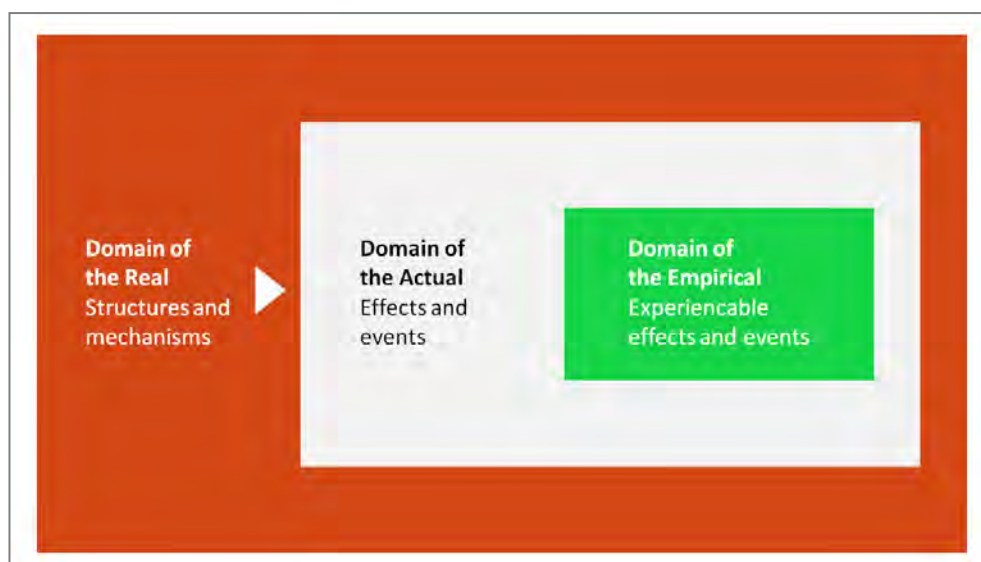 Domain of
the Real
Structures and
mechanisms
Domain of
the Actual
Effects and
events
Domain of
the Empirical
Experiencable
effects and events